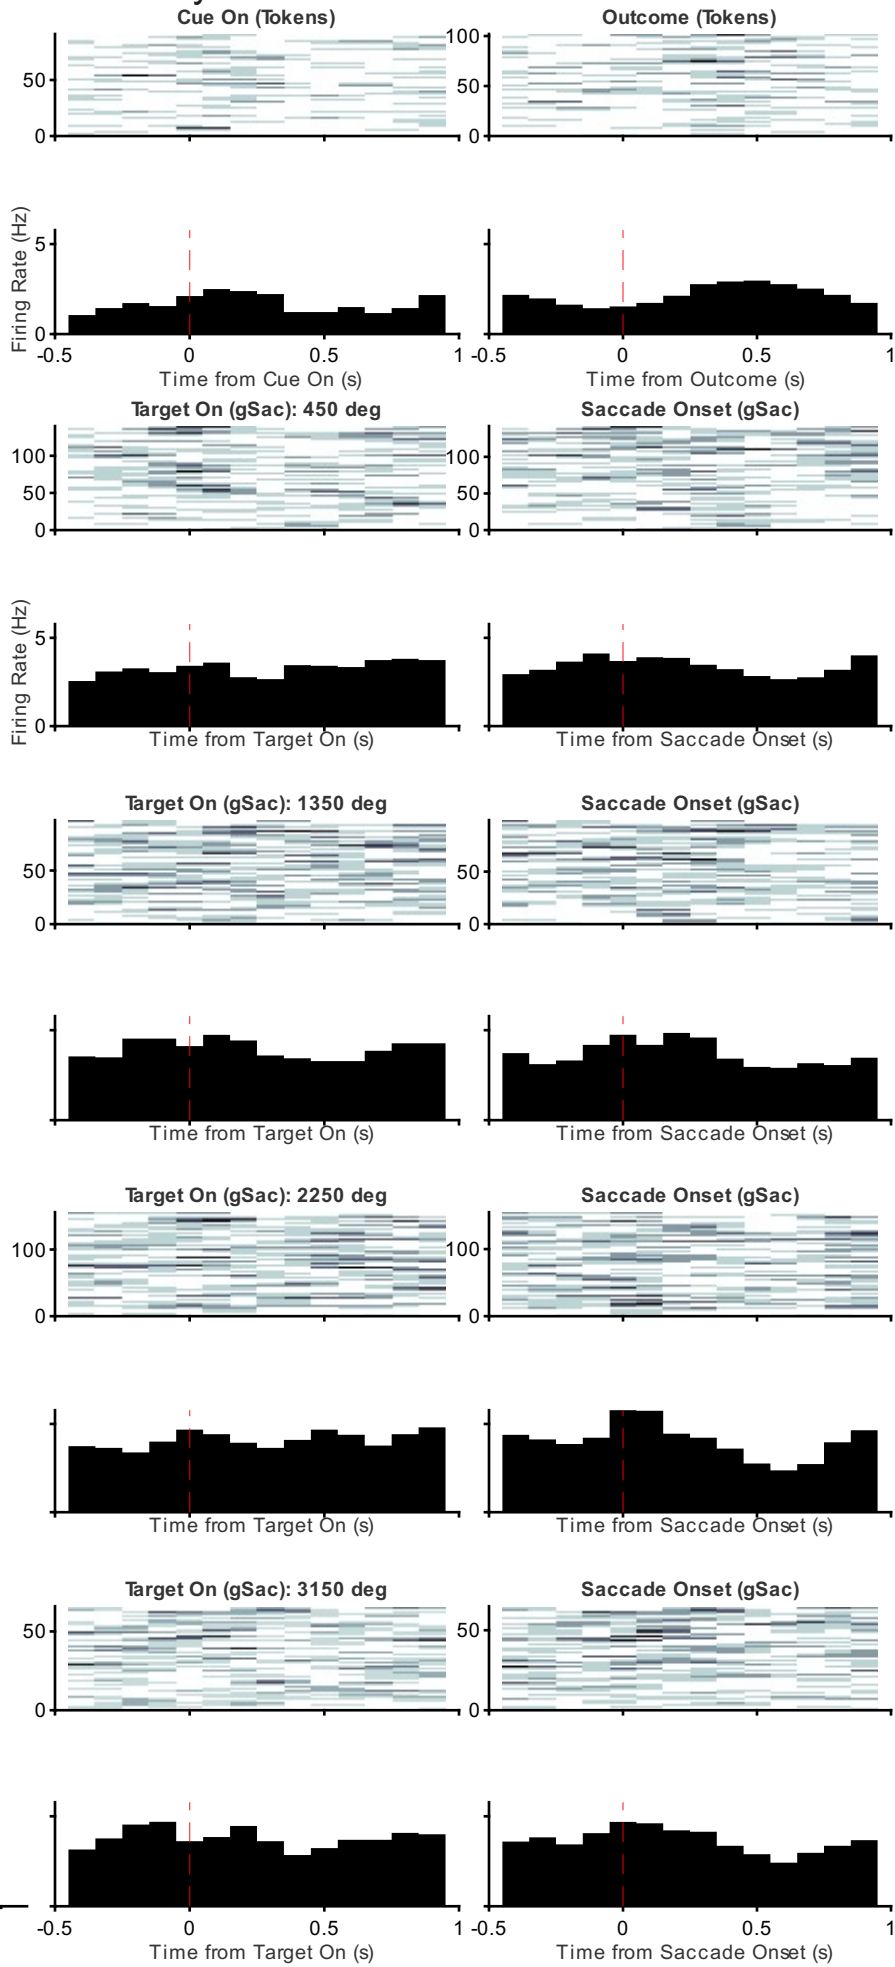 Cue On (Tokens) Outcome (Tokens)
50 100
0 50
0
Firing Rate (Hz)
5
0
-0.5 0 0.5 1 -0.5 0 0.5 1
Time from Cue On (s) Time from Outcome (s)
Target On (gSac): 450 deg Saccade Onset (gSac)
100 100
50 50
0 0
Firing Rate (Hz)
5
0
Time from Target On (s) Time from Saccade Onset (s)
Target On (gSac): 1350 deg Saccade Onset (gSac)
50 50
0 0
Time from Target On (s) Time from Saccade Onset (s)
Target On (gSac): 2250 deg Saccade Onset (gSac)
100 100
0 0
Time from Target On (s) Time from Saccade Onset (s)
Target On (gSac): 3150 deg Saccade Onset (gSac)
50 50
0 0
-0.5 0 0.5 1 -0.5 0 0.5 1
Time from Target On (s) Time from Saccade Onset (s)